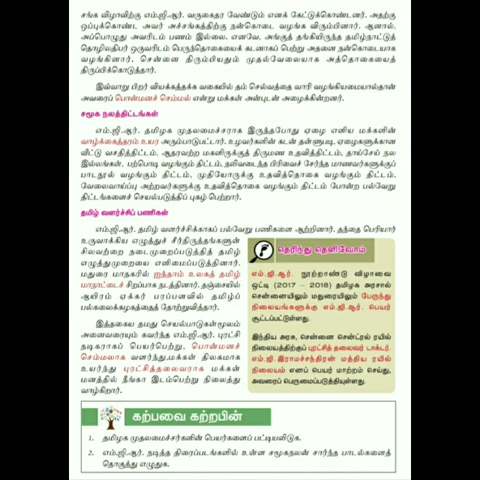 சங்க விழாவிற்கு எம்.ஜி.ஆர். வருகைதர வேண்டும் எனக் கேட்டுக்கொண்டனர். அதற்கு
ஒப்புக்கொண்ட அவர் அச்சங்கத்திற்கு நன்கொடை வழங்க விரும்பினார். ஆனால்,
அப்பொழுது அவரிடம் பணம் இல்லை. எனவே, அங்குத் தங்கியிருந்த தமிழ்நாட்டுத்
தொழிலதிபர் ஒருவரிடம் பெருந்தொகையைக் கடனாகப் பெற்று அதனை நன்கொடையாக
வழங்கினார். சென்னை திரும்பியதும் முதல்வேலையாக அத்தொகையைத்
திருப்பிக்கொடுத்தார்.
இவ்வாறு பிறர் வியக்கத்தக்க வகையில் தம் செல்வத்தை வாரி வழங்கியமையால்தான்
அவரைப் பொன்மனச் செம்மல் என்று மக்கள் அன்புடன் அழைக்கின்றனர்.
சமூக நலத்திட்டங்கள்
எம்.ஜி.ஆர். தமிழக முதலமைச்சராக இருந்தபோது ஏழை எளிய மக்களின்
வாழ்க்கைத்தரம் உயர அரும்பாடுபட்டார். உழவர்களின் கடன் தள்ளுபடி, ஏழைகளுக்கான
வீட்டு வசதித்திட்டம், ஆதரவற்ற மகளிருக்குத் திருமண உதவித்திட்டம், தாய்சேய் நல
இல்லங்கள், பற்பொடி வழங்கும் திட்டம், நலிவடைந்த பிரிவைச் சேர்ந்த மாணவர்களுக்குப்
பாடநூல் வழங்கும் திட்டம், முதியோருக்கு உதவித்தொகை வழங்கும் திட்டம்,
வேலைவாய்ப்பு அற்றவர்களுக்கு உதவித்தொகை வழங்கும் திட்டம் போன்ற பல்வேறு
திட்டங்களைச் செயல்படுத்திப் புகழ் பெற்றார்.
தமிழ் வளர்ச்சிப் பணிகள்
எம்.ஜி.ஆர். தமிழ் வளர்ச்சிக்காகப் பல்வேறு பணிகளை ஆற்றினார். தந்தை பெரியார்
உருவாக்கிய எழுத்துச் சீர்திருத்தங்களுள்
சிலவற்றை நடைமுறைப்படுத்தித் தமிழ்
எழுத்துமுறையை எளிமைப்படுத்தினார்.
மதுரை மாநகரில் ஐந்தாம் உலகத் தமிழ்
மாநாட்டைச் சிறப்பாக நடத்தினார். தஞ்சையில்
ஆயிரம் ஏக்கர் பரப்பளவில் தமிழ்ப்
பல்கலைக்கழகத்தைத் தோற்றுவித்தார்.
இத்தகைய தமது செயல்பாடுகள்மூலம்
அனைவரையும் கவர்ந்த எம்.ஜி.ஆர். புரட்சி
நடிகராகப் பெயர்பெற்று, பொன்மனச்
செம்மலாக வளர்ந்து,மக்கள் திலகமாக
உயர்ந்து புரட்சித்தலைவராக மக்கள்
மனத்தில் நீங்கா இடம்பெற்று நிலைத்து
வாழ்கிறார்.
தெரிந்து தெளிவோம்
எம்.ஜி.ஆர். நூற்றாண்டு விழாவை
ஒட்டி (2017 – 2018) தமிழக அரசால்
சென்னையிலும் மதுரையிலும் பேருந்து
நிலையங்களுக்கு எம்.ஜி.ஆர். பெயர்
சூட்டப்பட்டுள்ளது.
இந்திய அரசு, சென்னை சென்ட்ரல் ரயில்
நிலையத்திற்குப் புரட்சித் தலைவர் டாக்டர்.
எம்.ஜி.இராமச்சந்திரன் மத்திய ரயில்
நிலையம் எனப் பெயர் மாற்றம் செய்து,
அவரைப் பெருமைப்படுத்தியுள்ளது.
கற்பவை கற்றபின்
1. தமிழக முதலமைச்சர்களின் பெயர்களைப் பட்டியலிடுக.
2. எம்.ஜி.ஆர். நடித்த திரைப்படங்களில் உள்ள சமூகநலன் சார்ந்த பாடல்களைத்
தொகுத்து எழுதுக.